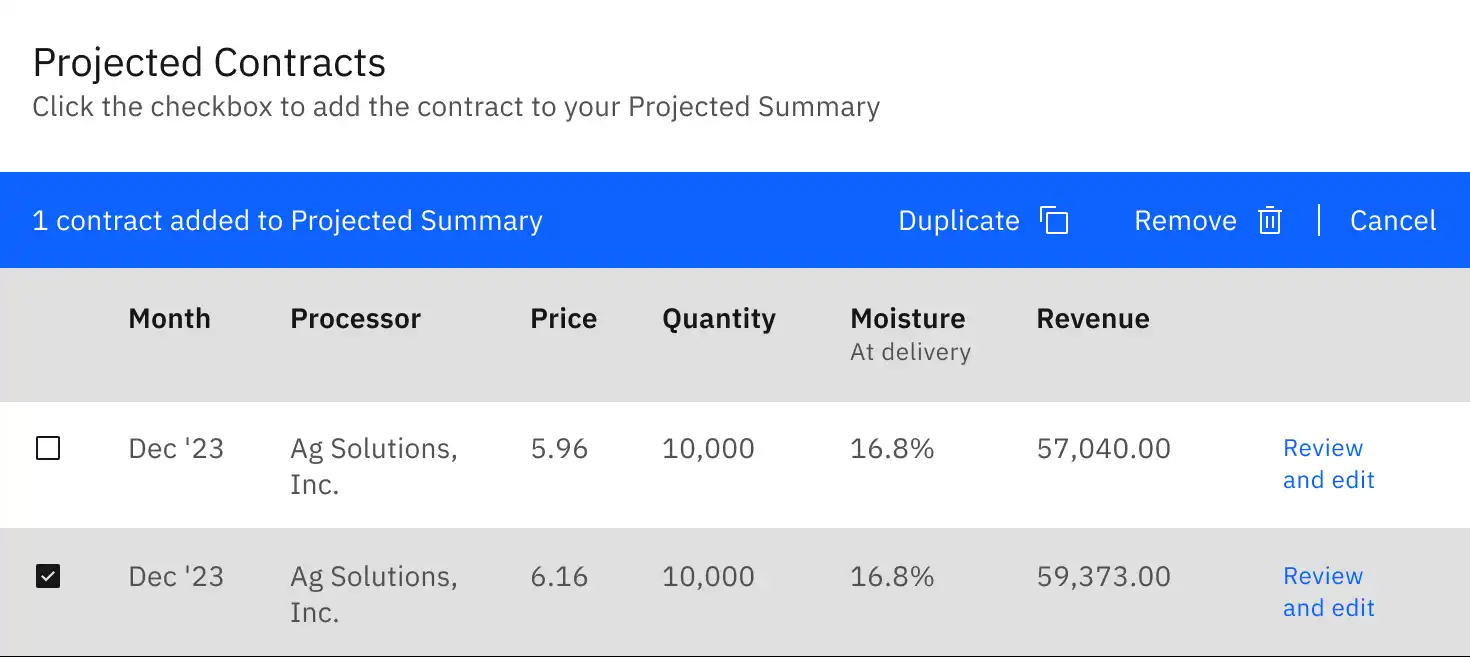 Projected Contracts
Click the checkbox to add the contract to your Projected Summary
1 contract added to Projected Summary Duplicate Remove | Cancel
Month Processor Price Quantity Moisture Revenue
At delivery
Dec '23 Ag Solutions, 5.96 10,000 16.8% 57,040.00 Review
Inc. and edit
Dec '23 Ag Solutions, 6.16 10,000 16.8% 59,373.00 Review
Inc. and edit